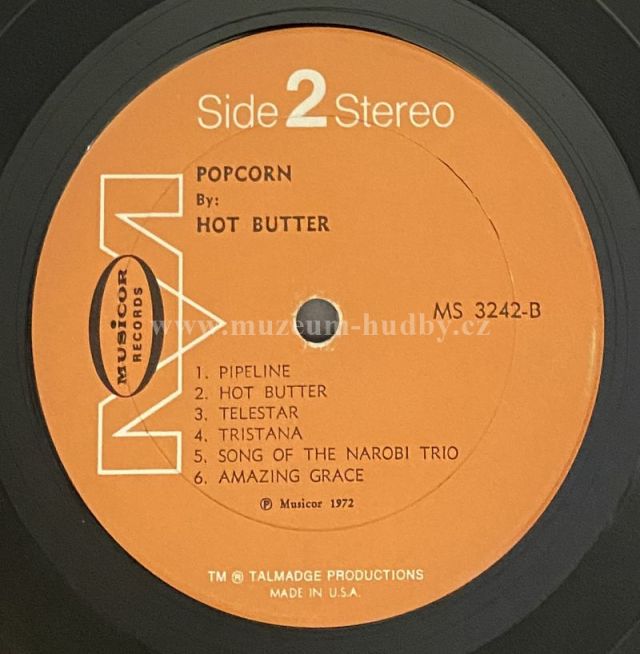 Side 2 Stereo
POPCORN
By:
HOT BUTTER
MUSICOR
RECORDS
MS 3242-B
www.muzeum-hudby.cz
1. PIPELINE
2. HOT BUTTER
3. TELESTAR
4. TRISTANA
5. SONG OF THE NAROBI TRIO
6. AMAZING GRACE
℗ Musicor 1972
TM ® TALMADGE PRODUCTIONS
MADE IN U.S.A.